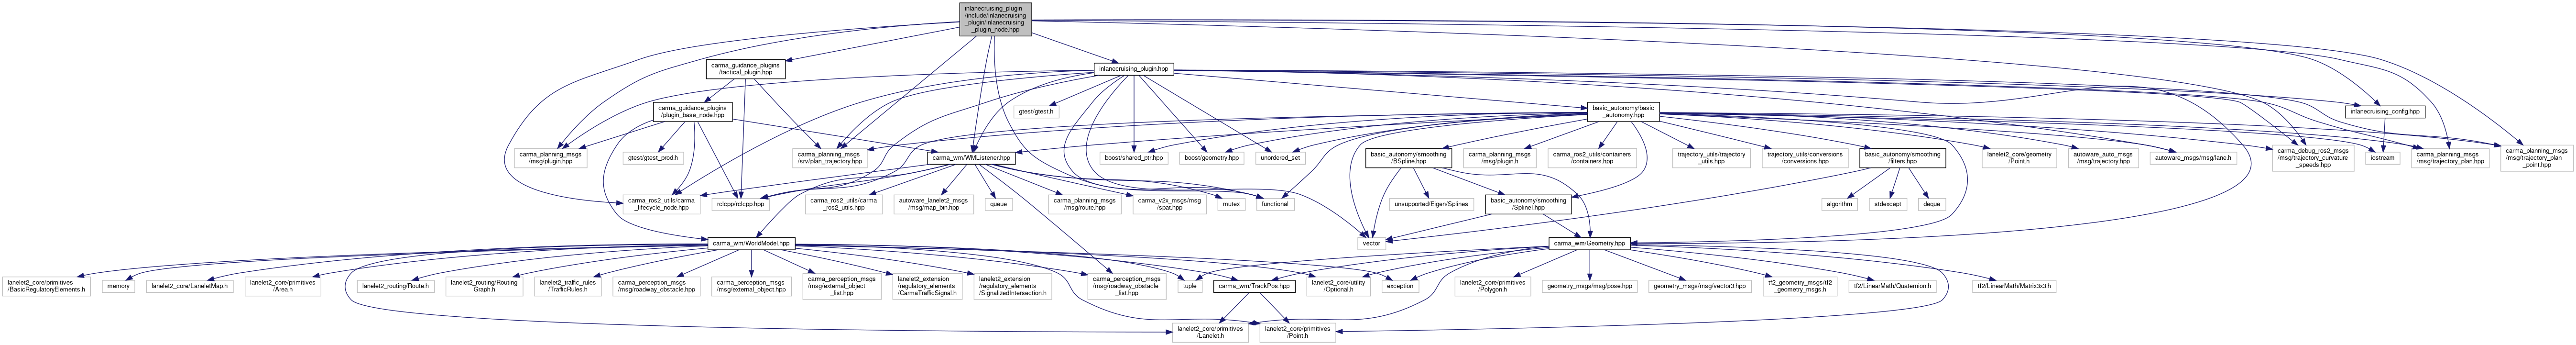 inlanecruising_plugin
/include/inlanecruising
_plugin/inlanecruising
_plugin_node.hpp
carma_guidance_plugins
/tactical_plugin.hpp
inlanecruising_plugin.hpp
carma_guidance_plugins
/plugin_base_node.hpp
gtest/gtest.h
basic_autonomy/basic
_autonomy.hpp
inlanecruising_config.hpp
carma_planning_msgs
/msg/plugin.hpp
gtest/gtest_prod.h
carma_planning_msgs
/srv/plan_trajectory.hpp
carma_wm/WMListener.hpp
boost/shared_ptr.hpp
boost/geometry.hpp
unordered_set
basic_autonomy/smoothing
/BSpline.hpp
carma_planning_msgs
/msg/plugin.h
carma_ros2_utils/containers
/containers.hpp
trajectory_utils/trajectory
_utils.hpp
trajectory_utils/conversions
/conversions.hpp
basic_autonomy/smoothing
/filters.hpp
lanelet2_core/geometry
/Point.h
autoware_auto_msgs
/msg/trajectory.hpp
autoware_msgs/msg/lane.h
carma_debug_ros2_msgs
/msg/trajectory_curvature
_speeds.hpp
iostream
carma_planning_msgs
/msg/trajectory_plan.hpp
carma_planning_msgs
/msg/trajectory_plan
_point.hpp
carma_ros2_utils/carma
_lifecycle_node.hpp
rclcpp/rclcpp.hpp
carma_ros2_utils/carma
_ros2_utils.hpp
autoware_lanelet2_msgs
/msg/map_bin.hpp
queue
carma_planning_msgs
/msg/route.hpp
carma_v2x_msgs/msg
/spat.hpp
mutex
functional
unsupported/Eigen/Splines
basic_autonomy/smoothing
/SplineI.hpp
algorithm
stdexcept
deque
carma_wm/WorldModel.hpp
vector
carma_wm/Geometry.hpp
lanelet2_core/primitives
/BasicRegulatoryElements.h
memory
lanelet2_core/LaneletMap.h
lanelet2_core/primitives
/Area.h
lanelet2_routing/Route.h
lanelet2_routing/Routing
Graph.h
lanelet2_traffic_rules
/TrafficRules.h
carma_perception_msgs
/msg/roadway_obstacle.hpp
carma_perception_msgs
/msg/external_object.hpp
carma_perception_msgs
/msg/external_object
_list.hpp
lanelet2_extension
/regulatory_elements
/CarmaTrafficSignal.h
lanelet2_extension
/regulatory_elements
/SignalizedIntersection.h
carma_perception_msgs
/msg/roadway_obstacle
_list.hpp
tuple
carma_wm/TrackPos.hpp
lanelet2_core/utility
/Optional.h
exception
lanelet2_core/primitives
/Polygon.h
geometry_msgs/msg/pose.hpp
geometry_msgs/msg/vector3.hpp
tf2_geometry_msgs/tf2
_geometry_msgs.h
tf2/LinearMath/Quaternion.h
tf2/LinearMath/Matrix3x3.h
lanelet2_core/primitives
/Lanelet.h
lanelet2_core/primitives
/Point.h